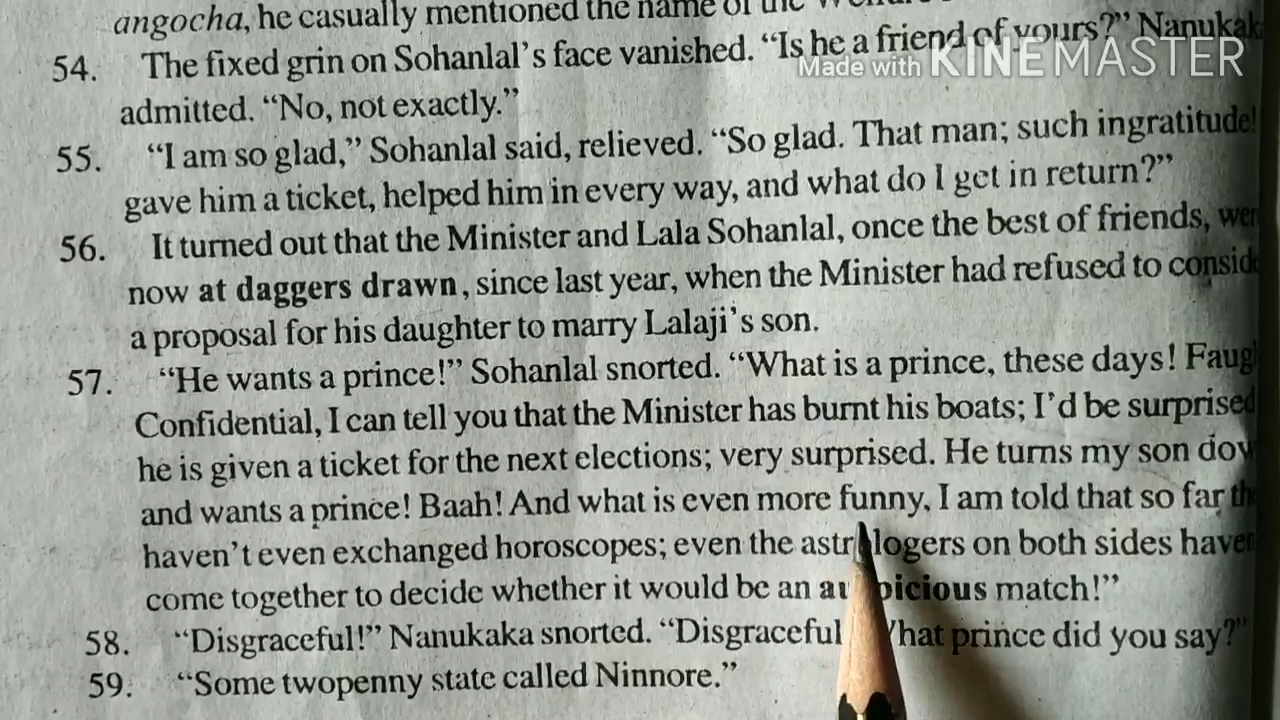 angocha, he casually mentioned the name of the
54. The fixed grin on Sohanlal's face vanished. "Is he a friend of yours?" Nanukak
Made with KINEMASTER
admitted. "No, not exactly."
55. "I am so glad," Sohanlal said, relieved. "So glad. That man; such ingratitude!
gave him a ticket, helped him in every way, and what do I get in return?"
56. It turned out that the Minister and Lala Sohanlal, once the best of friends, wer
now at daggers drawn, since last year, when the Minister had refused to consid
a proposal for his daughter to marry Lalaji's son.
57. "He wants a prince!" Sohanlal snorted. "What is a prince, these days! Faug
Confidential, I can tell you that the Minister has burnt his boats; I'd be surprised
he is given a ticket for the next elections; very surprised. He turns my son dow
and wants a prince! Baah! And what is even more funny, I am told that so far th
haven't even exchanged horoscopes; even the astr logers on both sides haven
come together to decide whether it would be an au picious match!"
58. "Disgraceful!" Nanukaka snorted. "Disgraceful hat prince did you say?"
59. "Some twopenny state called Ninnore."